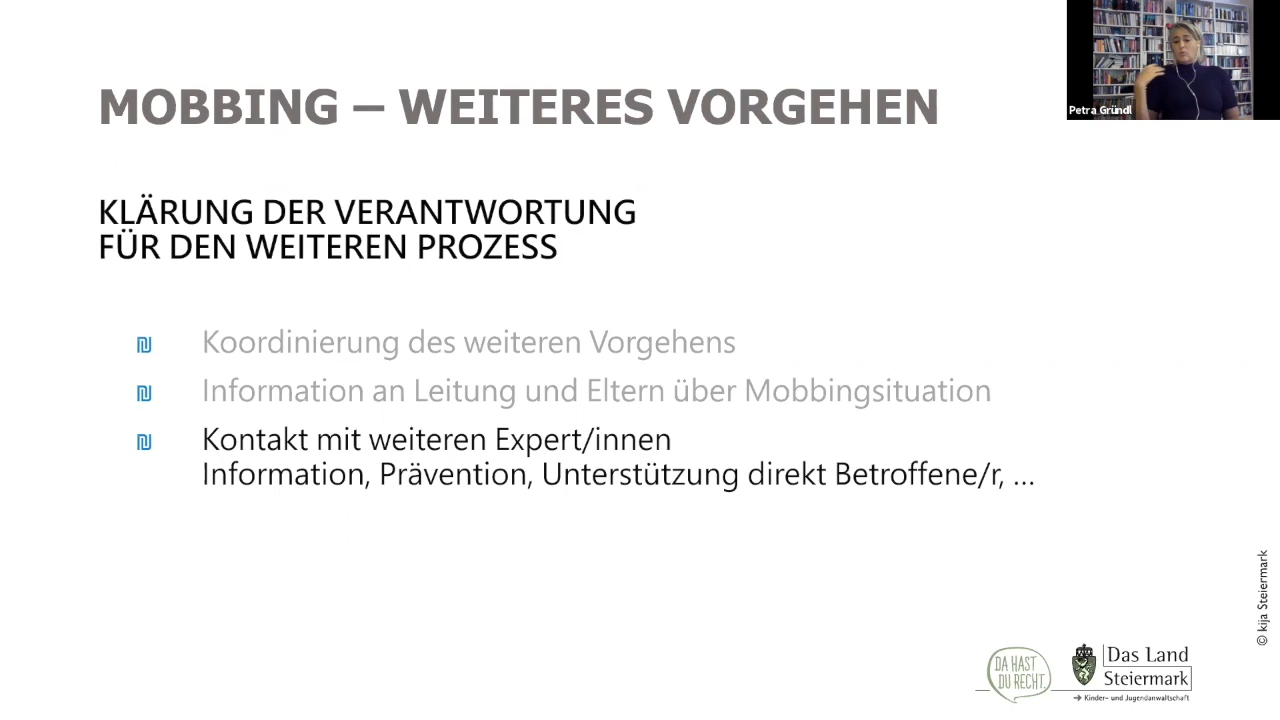 Petra Gründl
MOBBING – WEITERES VORGEHEN
KLÄRUNG DER VERANTWORTUNG
FÜR DEN WEITEREN PROZESS
Koordinierung des weiteren Vorgehens
Information an Leitung und Eltern über Mobbingsituation
Kontakt mit weiteren Expert/innen
Information, Prävention, Unterstützung direkt Betroffene/r, ...
© kija Steiermark
DA HAST
DU RECHT.
Das Land
Steiermark
→ Kinder- und Jugendanwaltschaft